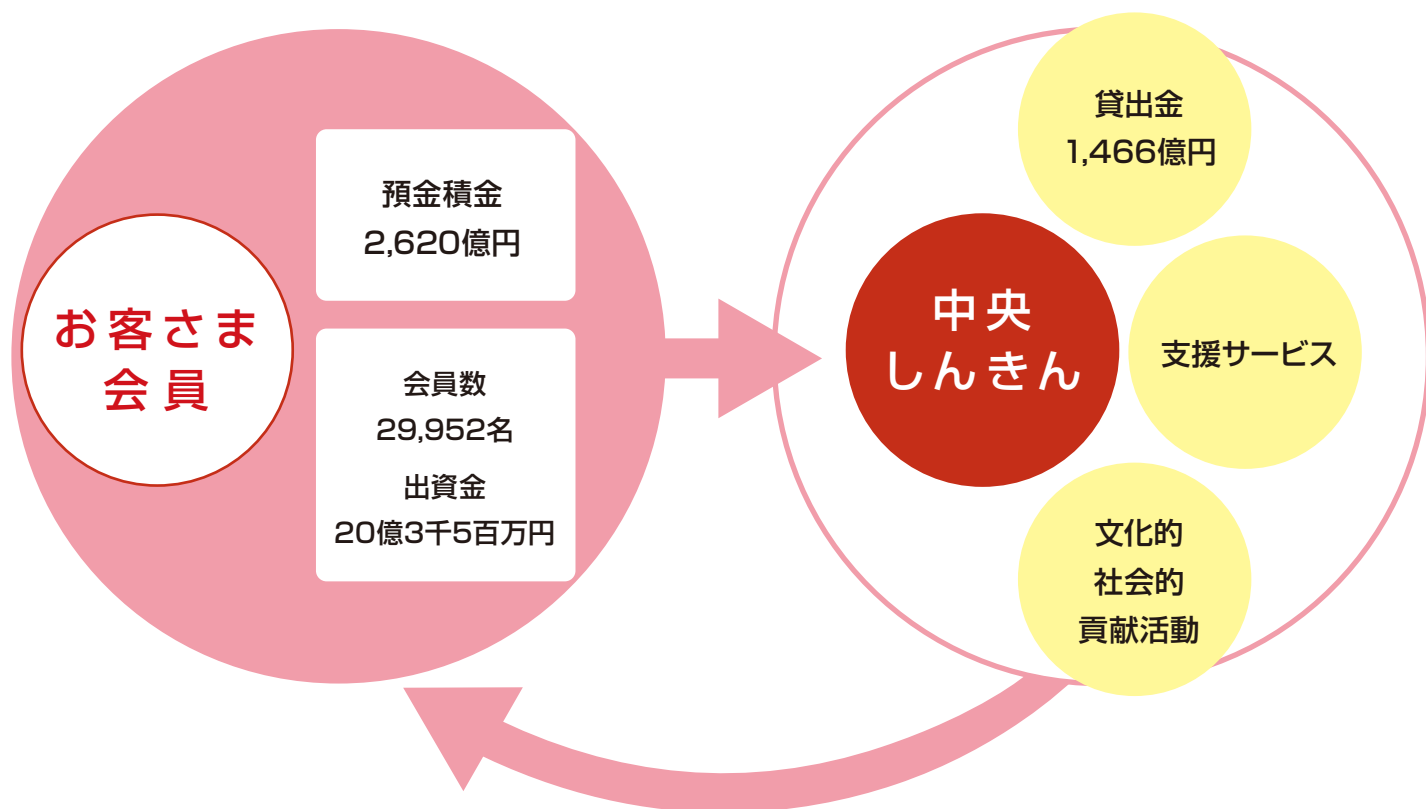 お客さま
会員
預金積金
2,620億円
会員数
29,952名
出資金
20億3千5百万円
中央
しんきん
貸出金
1,466億円
支援サービス
文化的
社会的
貢献活動